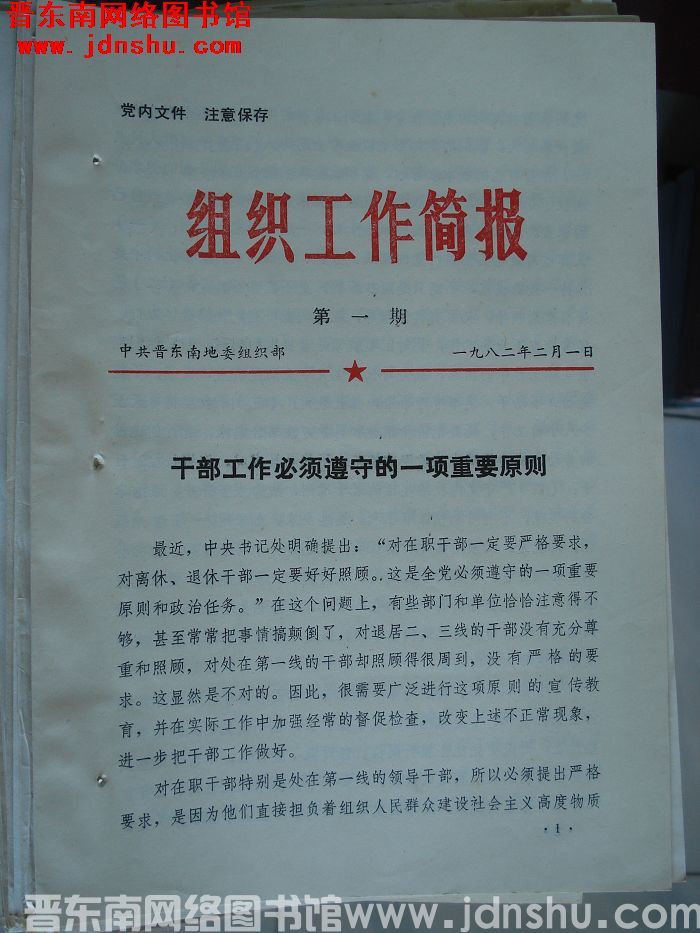 晋东南网络图书馆
www.jdnshu.com
党内文件 注意保存
组织工作简报
第一期
中共晋东南地委组织部 一九八二年二月一日
干部工作必须遵守的一项重要原则
最近，中央书记处明确提出：“对在职干部一定要严格要求，
对离休、退休干部一定要好好照顾。这是全党必须遵守的一项重要
原则和政治任务。”在这个问题上，有些部门和单位恰恰注意得不
够，甚至常常把事情搞颠倒了，对退居二、三线的干部没有充分尊
重和照顾，对处在第一线的干部却照顾得很周到，没有严格的要
求。这显然是不对的。因此，很需要广泛进行这项原则的宣传教
育，并在实际工作中加强经常的督促检查，改变上述不正常现象，
进一步把干部工作做好。
对在职干部特别是处在第一线的领导干部，所以必须提出严格
要求，是因为他们直接担负着组织人民群众建设社会主义高度物质
·1·
晋东南网络图书馆www.jdnshu.com